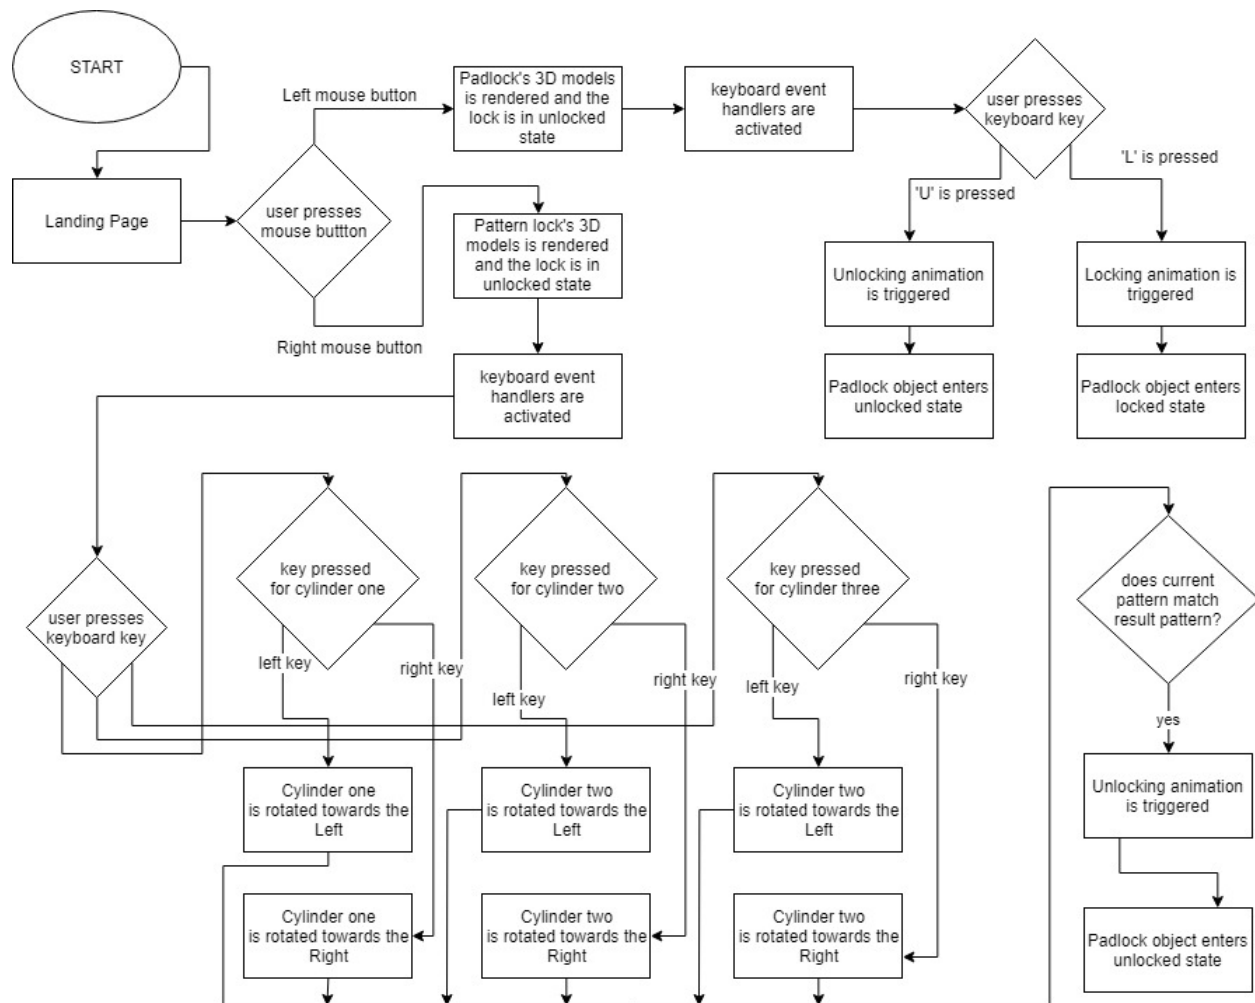 START
Landing Page
user presses
mouse buttton
Left mouse button
Right mouse button
Padlock's 3D models
is rendered and the
lock is in unlocked
state
keyboard event
handlers are
activated
user presses
keyboard key
'U' is pressed
'L' is pressed
Unlocking animation
is triggered
Locking animation is
triggered
Padlock object enters
unlocked state
Padlock object enters
locked state
Pattern lock's 3D
models is rendered
and the lock is in
unlocked state
keyboard event
handlers are
activated
user presses
keyboard key
key pressed
for cylinder one
left key
right key
key pressed
for cylinder two
left key
right key
key pressed
for cylinder three
left key
right key
Cylinder one
is rotated towards the
Left
Cylinder two
is rotated towards the
Left
Cylinder two
is rotated towards the
Left
Cylinder one
is rotated towards the
Right
Cylinder two
is rotated towards the
Right
Cylinder two
is rotated towards the
Right
does current
pattern match
result pattern?
yes
Unlocking animation
is triggered
Padlock object enters
unlocked state